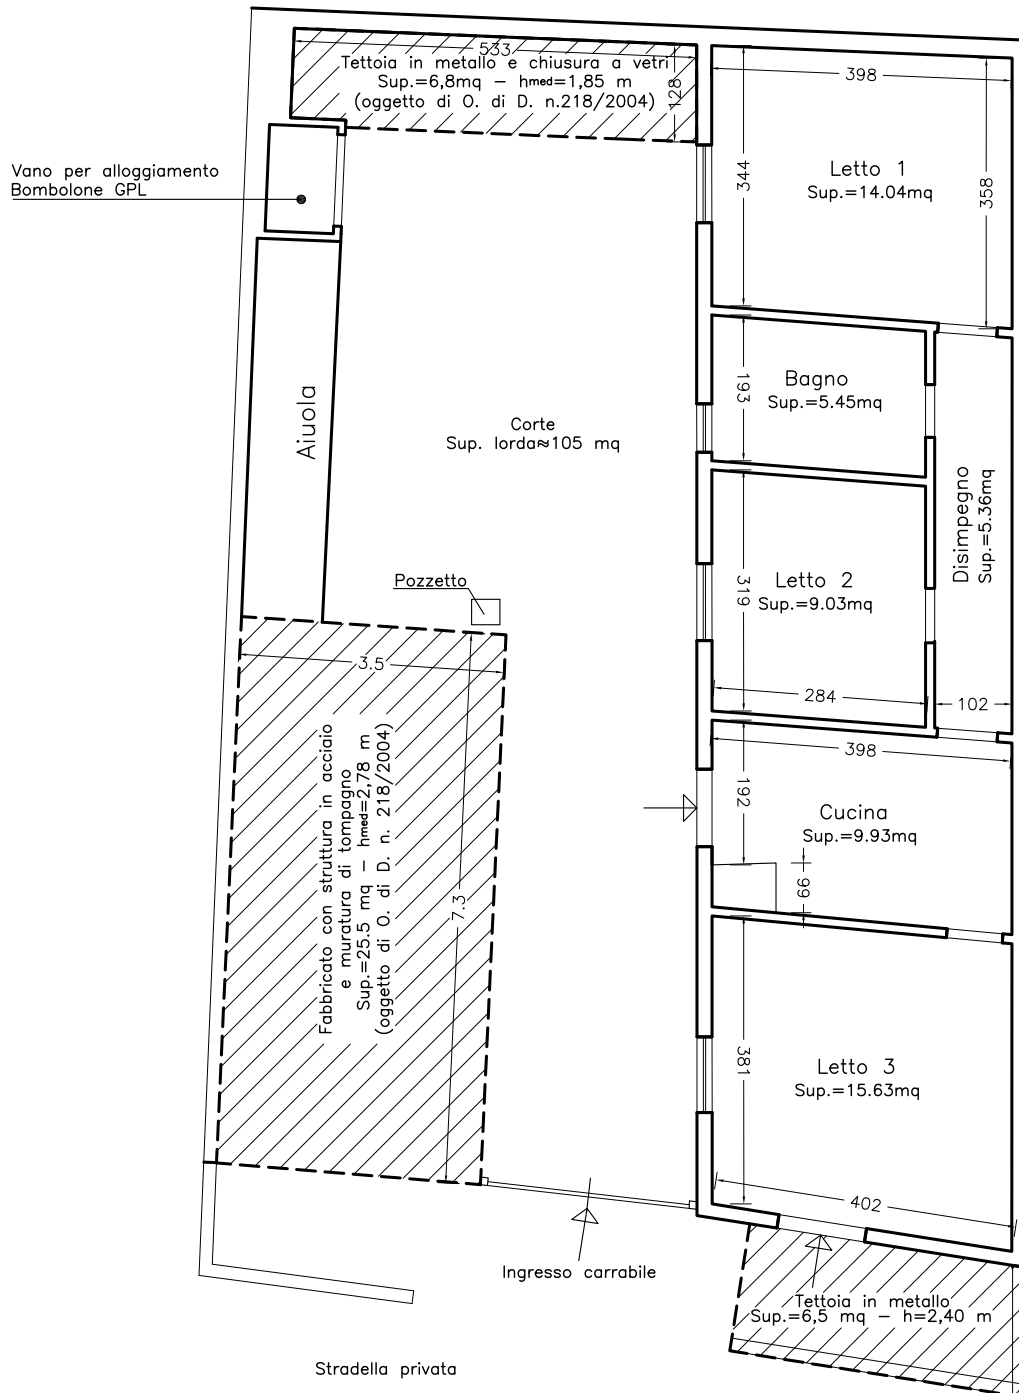 533
Tettoia in metallo e chiusura a vetri
Sup.=6,8mq – hmed=1,85 m
(oggetto di O. di D. n.218/2004)
128
398
344
358
Letto 1
Sup.=14.04mq
Vano per alloggiamento
Bombolone GPL
Aiuola
Corte
Sup. lorda≈105 mq
193
Bagno
Sup.=5.45mq
Disimpegno
Sup.=5.36mq
Pozzetto
319
Letto 2
Sup.=9.03mq
284
102
3.5
7.3
Fabbricato con struttura in acciaio
e muratura di tompagno
Sup.=25.5 mq – hmed=2,78 m
(oggetto di O. di D. n. 218/2004)
398
192
Cucina
Sup.=9.93mq
66
381
Letto 3
Sup.=15.63mq
402
Ingresso carrabile
Tettoia in metallo
Sup.=6,5 mq – h=2,40 m
Stradella privata